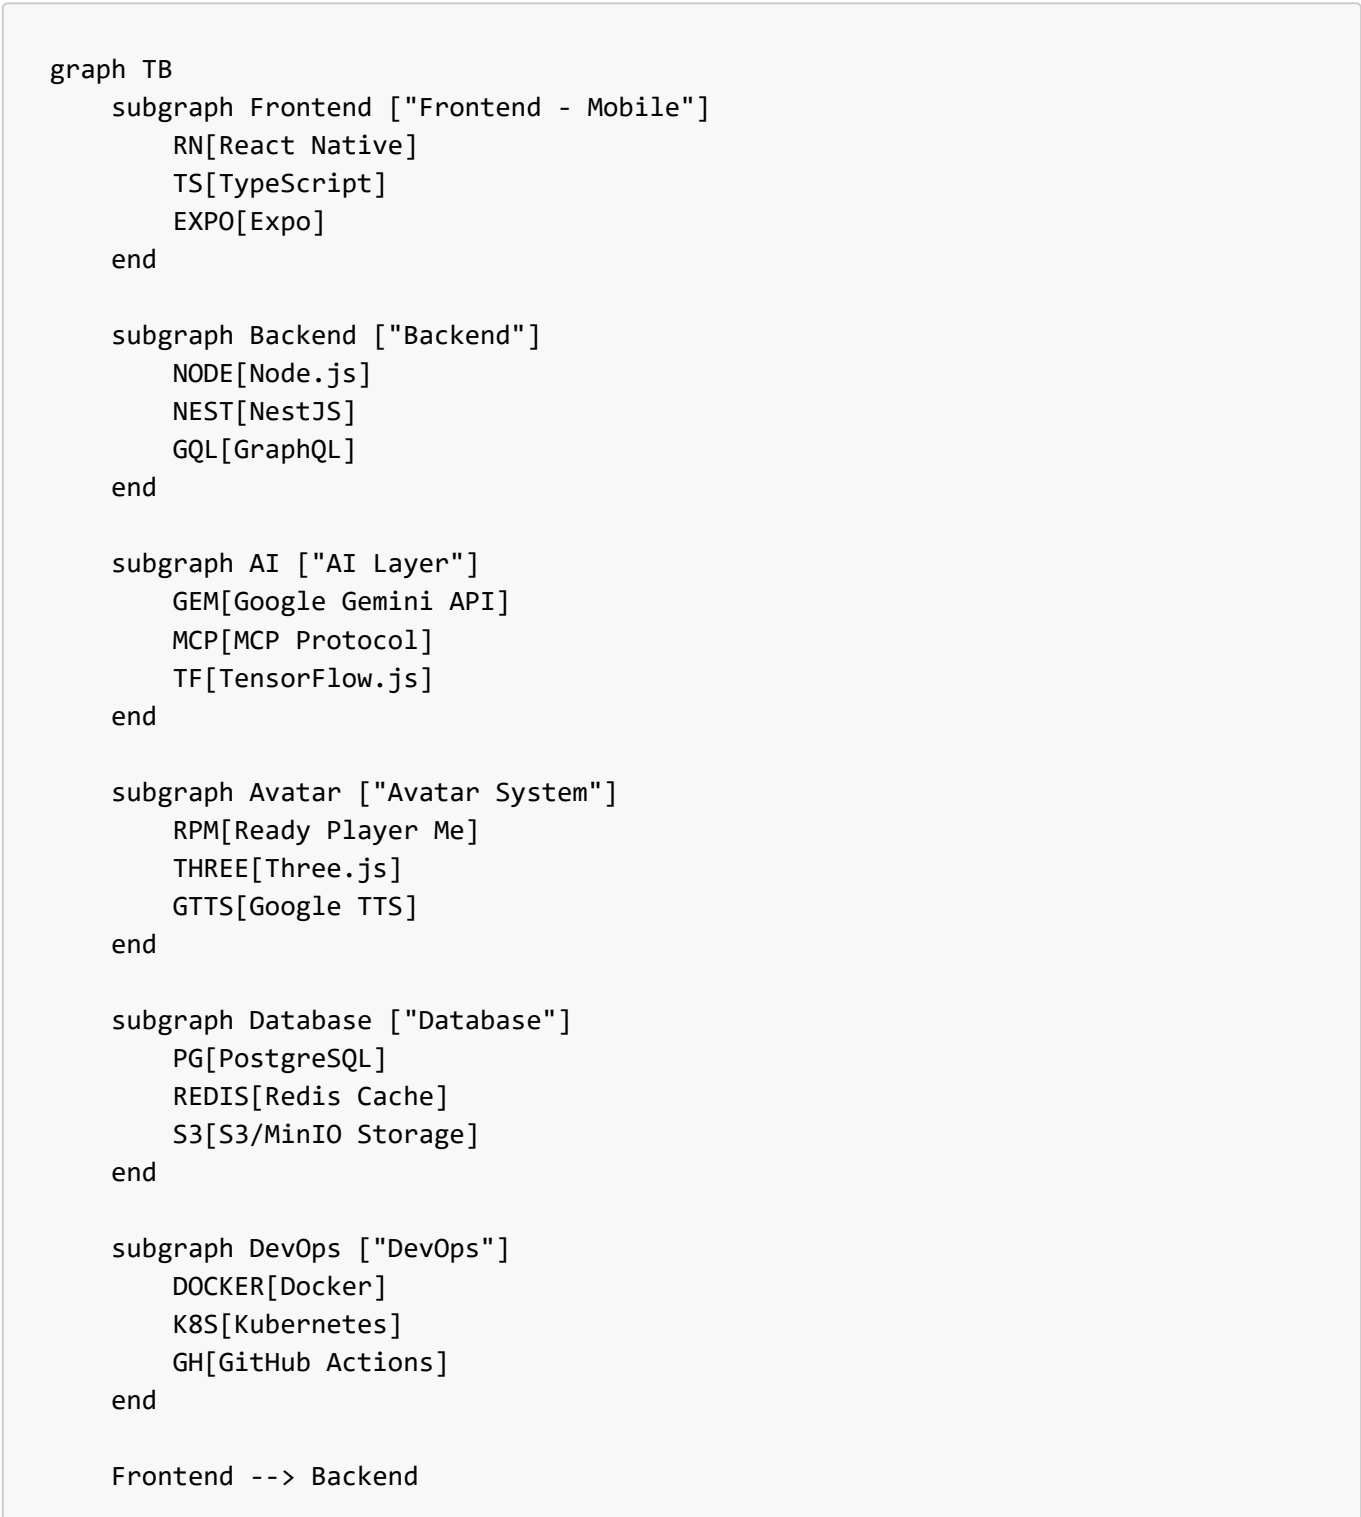 graph TB
    subgraph Frontend ["Frontend - Mobile"]
        RN[React Native]
        TS[TypeScript]
        EXPO[Expo]
    end

    subgraph Backend ["Backend"]
        NODE[Node.js]
        NEST[NestJS]
        GQL[GraphQL]
    end

    subgraph AI ["AI Layer"]
        GEM[Google Gemini API]
        MCP[MCP Protocol]
        TF[TensorFlow.js]
    end

    subgraph Avatar ["Avatar System"]
        RPM[Ready Player Me]
        THREE[Three.js]
        GTTS[Google TTS]
    end

    subgraph Database ["Database"]
        PG[PostgreSQL]
        REDIS[Redis Cache]
        S3[S3/MinIO Storage]
    end

    subgraph DevOps ["DevOps"]
        DOCKER[Docker]
        K8S[Kubernetes]
        GH[GitHub Actions]
    end

    Frontend --> Backend